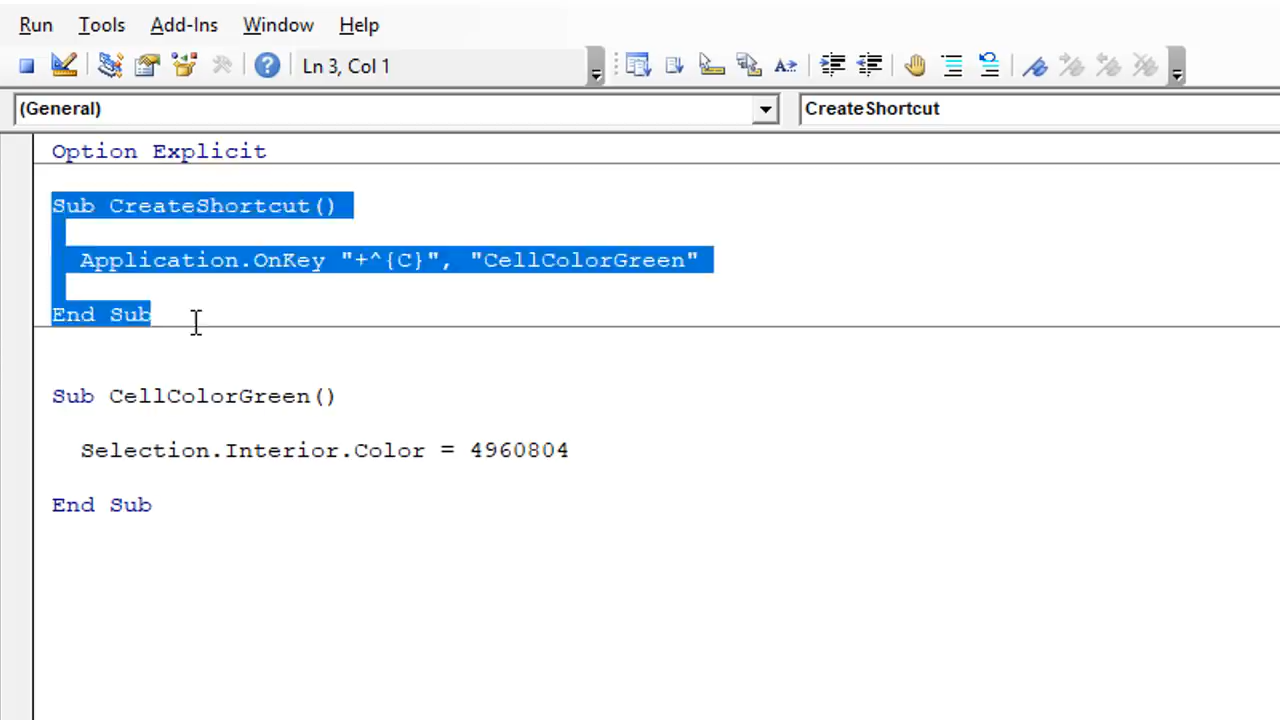 Run Tools Add-Ins Window Help
Ln 3, Col 1
(General) CreateShortcut
Option Explicit
Sub CreateShortcut()
Application.OnKey "+^{C}", "CellColorGreen"
End Sub
Sub CellColorGreen()
Selection.Interior.Color = 4960804
End Sub